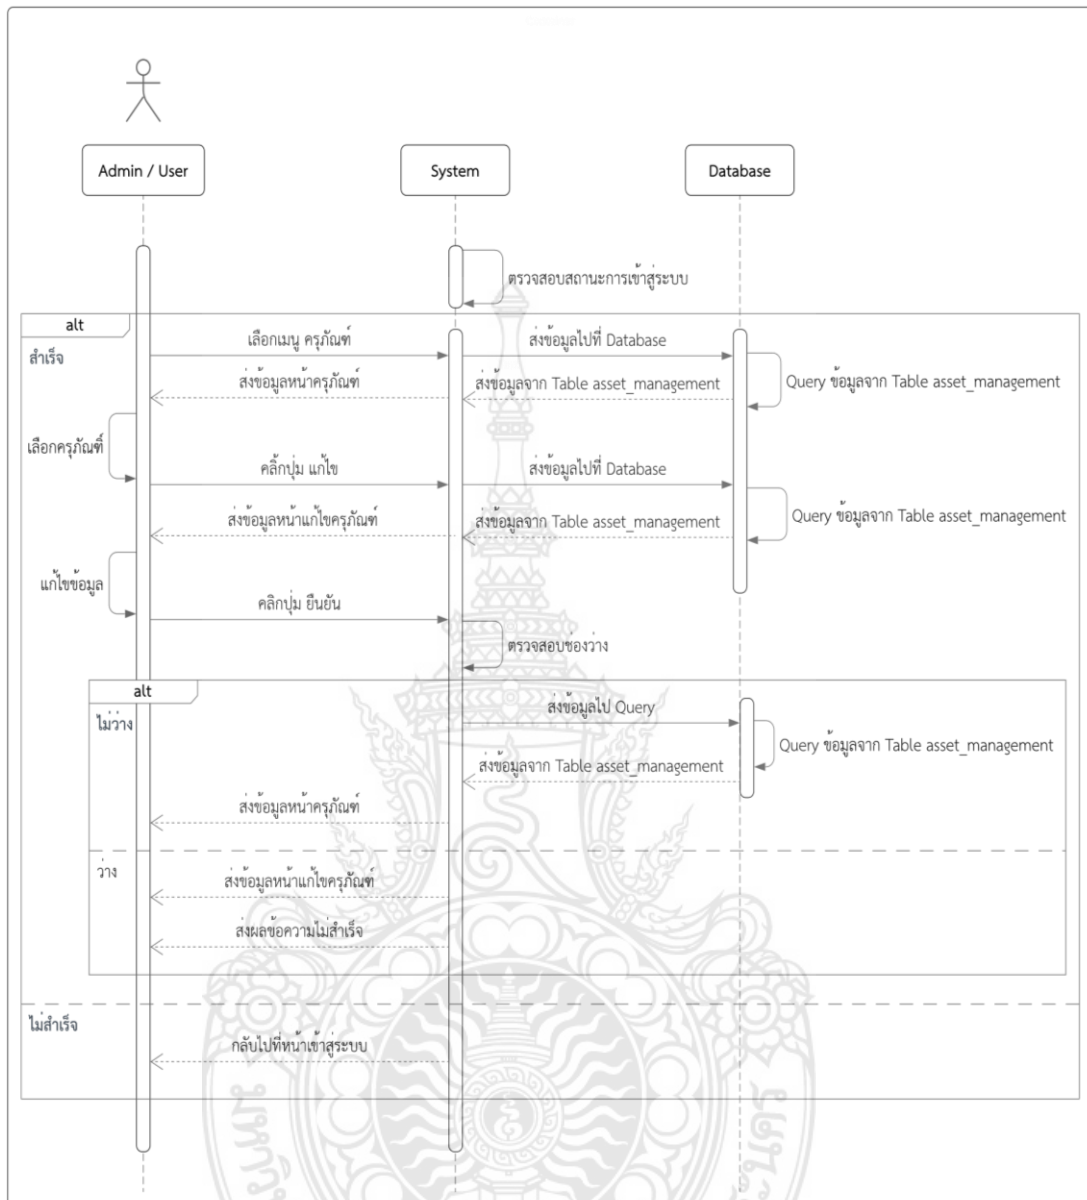 Admin / User
System
Database
ตรวจสอบสถานะการเข้าสู่ระบบ
alt
สำเร็จ
เลือกเมนู ครุภัณฑ์
ส่งข้อมูลไปที่ Database
Query ข้อมูลจาก Table asset_management
ส่งข้อมูลหน้าครุภัณฑ์
ส่งข้อมูลจาก Table asset_management
เลือกครุภัณฑ์
คลิ้กปุ่ม แก้ไข
ส่งข้อมูลไปที่ Database
Query ข้อมูลจาก Table asset_management
ส่งข้อมูลหน้าแก้ไขครุภัณฑ์
ส่งข้อมูลจาก Table asset_management
แก้ไขข้อมูล
คลิกปุ่ม ยืนยัน
ตรวจสอบช่องว่าง
alt
ไม่ว่าง
ส่งข้อมูลไป Query
Query ข้อมูลจาก Table asset_management
ส่งข้อมูลจาก Table asset_management
ส่งข้อมูลหน้าครุภัณฑ์
ว่าง
ส่งข้อมูลหน้าแก้ไขครุภัณฑ์
ส่งผลข้อความไม่สำเร็จ
ไม่สำเร็จ
กลับไปที่หน้าเข้าสู่ระบบ